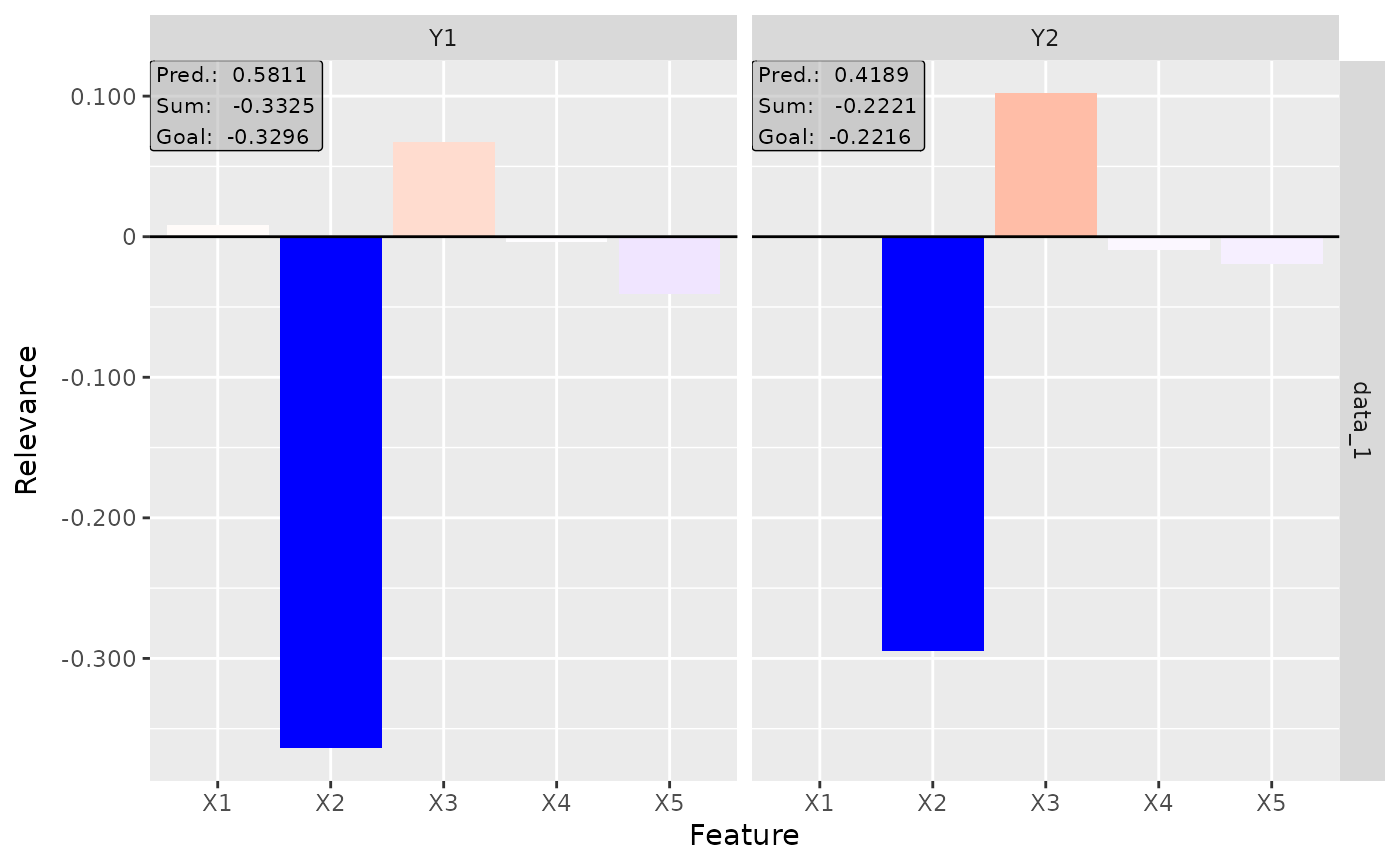 Y1
Y2
Pred.: 0.5811
Sum: -0.3325
Goal: -0.3296
Pred.: 0.4189
Sum: -0.2221
Goal: -0.2216
0.100
0
-0.100
-0.200
-0.300
Relevance
data_1
X1 X2 X3 X4 X5
X1 X2 X3 X4 X5
Feature